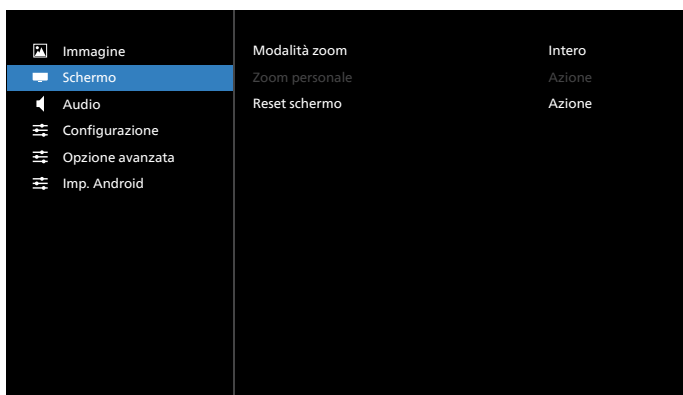 Immagine
Schermo
Audio
Configurazione
Opzione avanzata
Imp. Android
Modalità zoom Intero
Zoom personale Azione
Reset schermo Azione